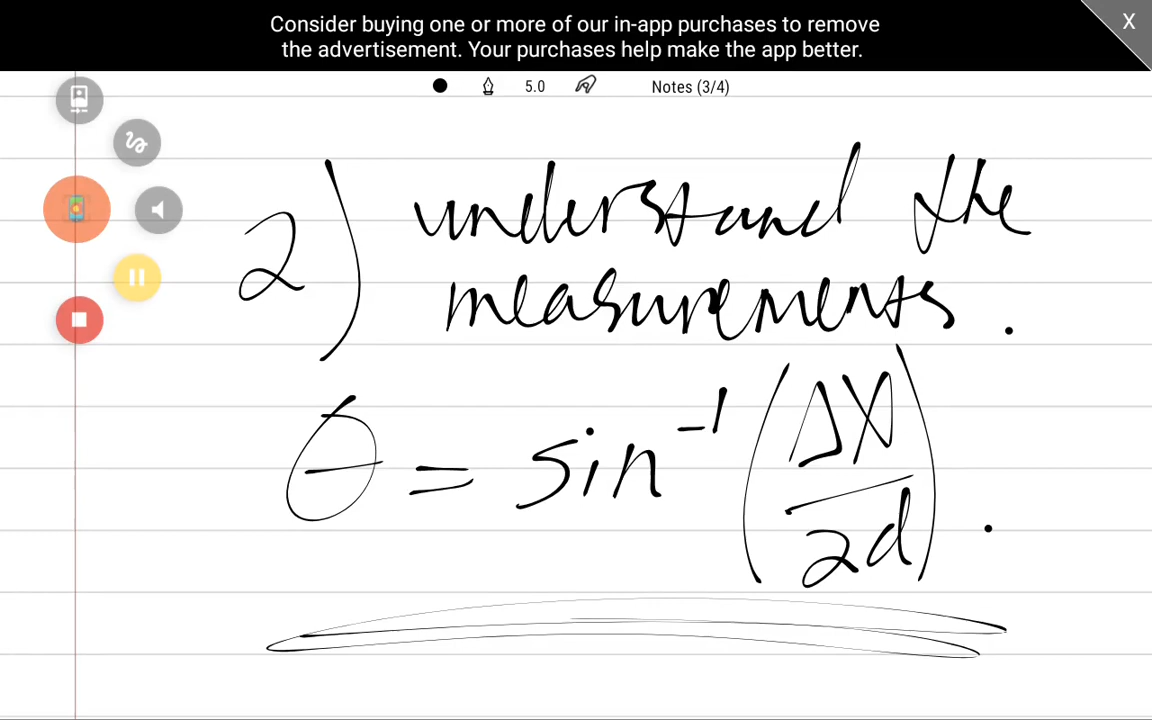 Consider buying one or more of our in-app purchases to remove
the advertisement. Your purchases help make the app better.
X
5.0 Notes (3/4)
2) understand the
measurements.
θ = sin⁻¹ (ΔX/2d).